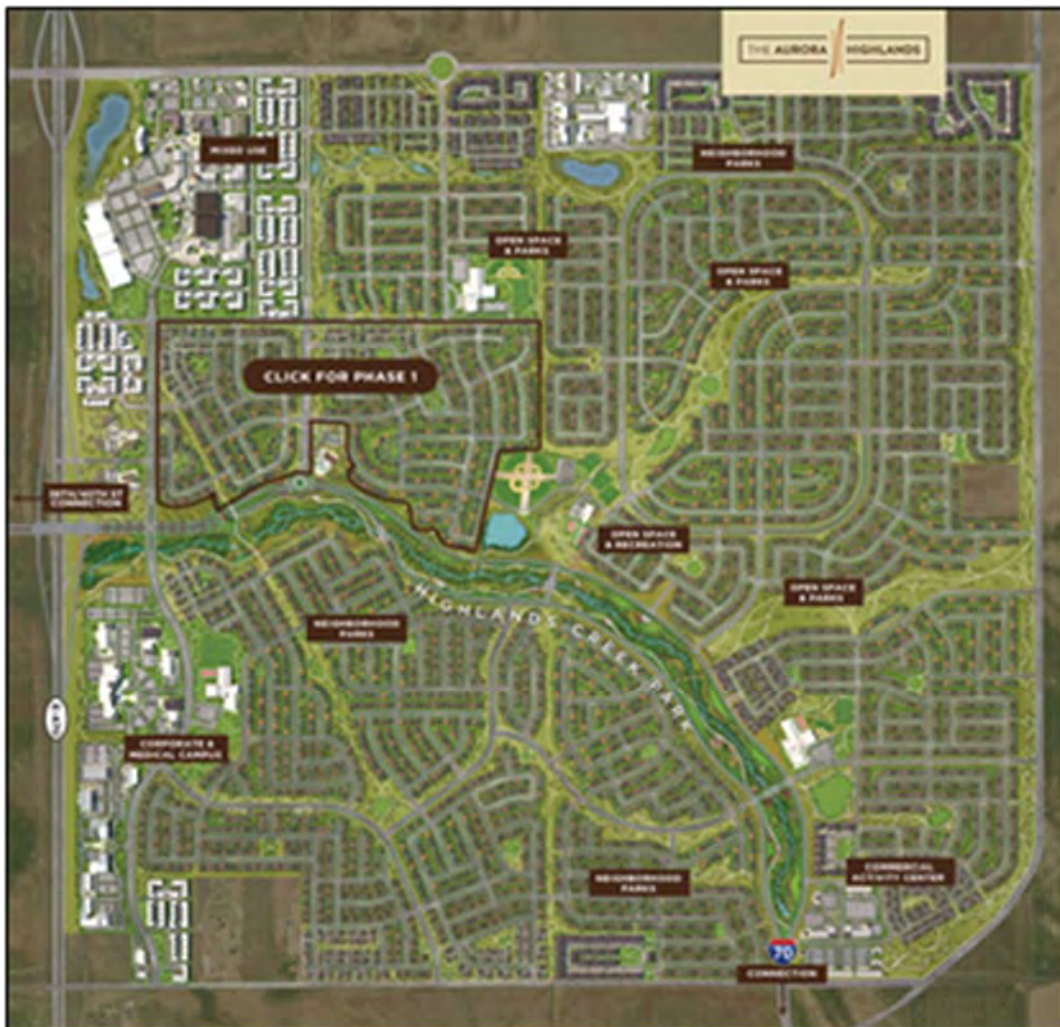 THE AURORA HIGHLANDS
MIXED USE
NEIGHBORHOOD
PARKS
OPEN SPACE
& PARKS
OPEN SPACE
& PARKS
CLICK FOR PHASE 1
CONNECTION
OPEN SPACE
& RECREATION
OPEN SPACE
& PARKS
HIGHLANDS CREEK PARK
NEIGHBORHOOD
PARKS
E-470
CORPORATE &
MEDICAL CAMPUS
NEIGHBORHOOD
PARKS
COMMERCIAL
ACTIVITY CENTER
70
CONNECTION